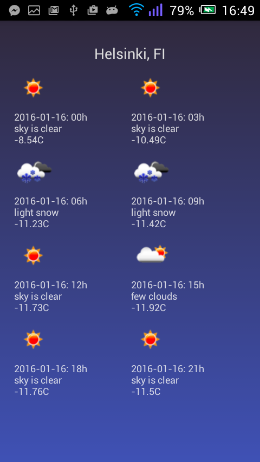 79% 16:49
Helsinki, FI
2016-01-16: 00h
sky is clear
-8.54C
2016-01-16: 03h
sky is clear
-10.49C
2016-01-16: 06h
light snow
-11.23C
2016-01-16: 09h
light snow
-11.42C
2016-01-16: 12h
sky is clear
-11.73C
2016-01-16: 15h
few clouds
-11.92C
2016-01-16: 18h
sky is clear
-11.76C
2016-01-16: 21h
sky is clear
-11.5C